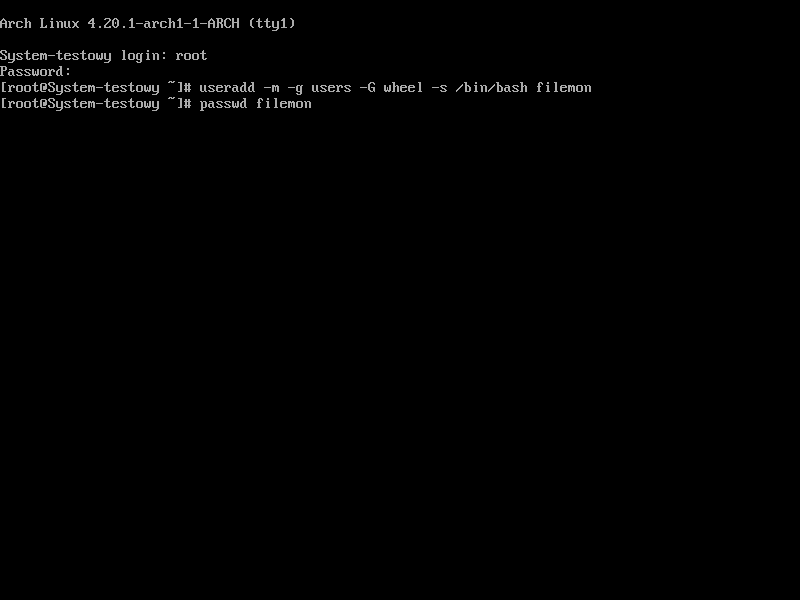 Arch Linux 4.20.1-arch1-1-ARCH (tty1)
System-testowy login: root
Password:
[root@System-testowy ~]# useradd -m -g users -G wheel -s /bin/bash filemon
[root@System-testowy ~]# passwd filemon